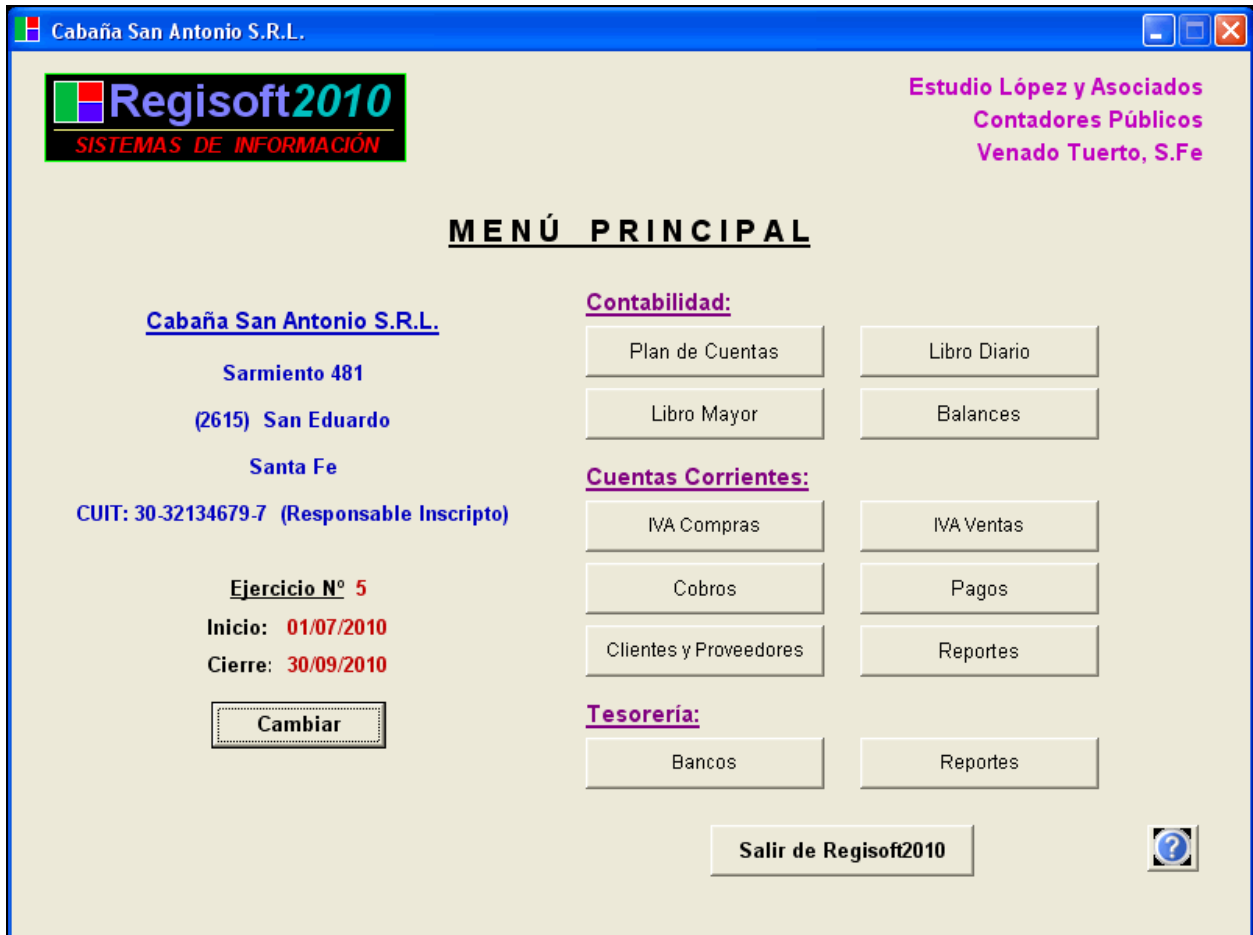 Cabaña San Antonio S.R.L.
Regisoft2010
SISTEMAS DE INFORMACIÓN
Estudio López y Asociados
Contadores Públicos
Venado Tuerto, S.Fe
MENÚ PRINCIPAL
Cabaña San Antonio S.R.L.
Sarmiento 481
(2615) San Eduardo
Santa Fe
CUIT: 30-32134679-7 (Responsable Inscripto)
Ejercicio Nº 5
Inicio: 01/07/2010
Cierre: 30/09/2010
Cambiar
Contabilidad:
Plan de Cuentas
Libro Diario
Libro Mayor
Balances
Cuentas Corrientes:
IVA Compras
IVA Ventas
Cobros
Pagos
Clientes y Proveedores
Reportes
Tesorería:
Bancos
Reportes
Salir de Regisoft2010
?